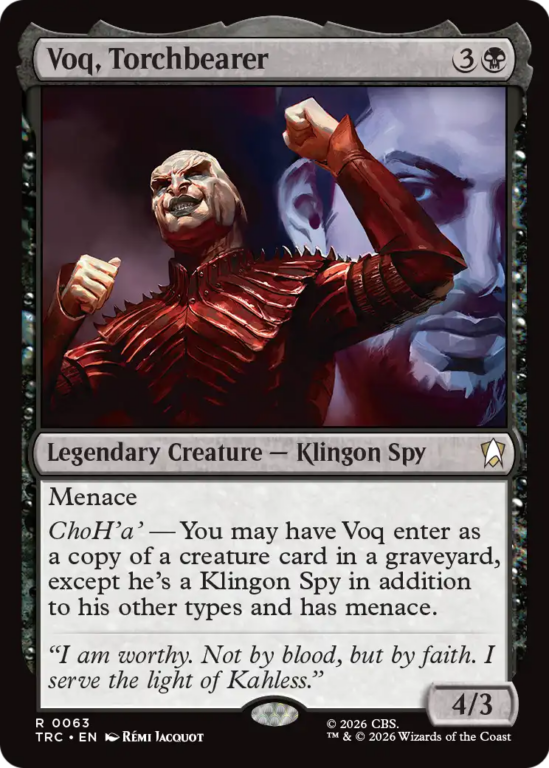 Voq, Torchbearer 3
Legendary Creature — Klingon Spy
Menace
ChoH’a’ — You may have Voq enter as
a copy of a creature card in a graveyard,
except he’s a Klingon Spy in addition
to his other types and has menace.
“I am worthy. Not by blood, but by faith. I
serve the light of Kahless.”
4/3
R 0063
TRC • EN Rémi Jacquot
© 2026 CBS.
™ & © 2026 Wizards of the Coast